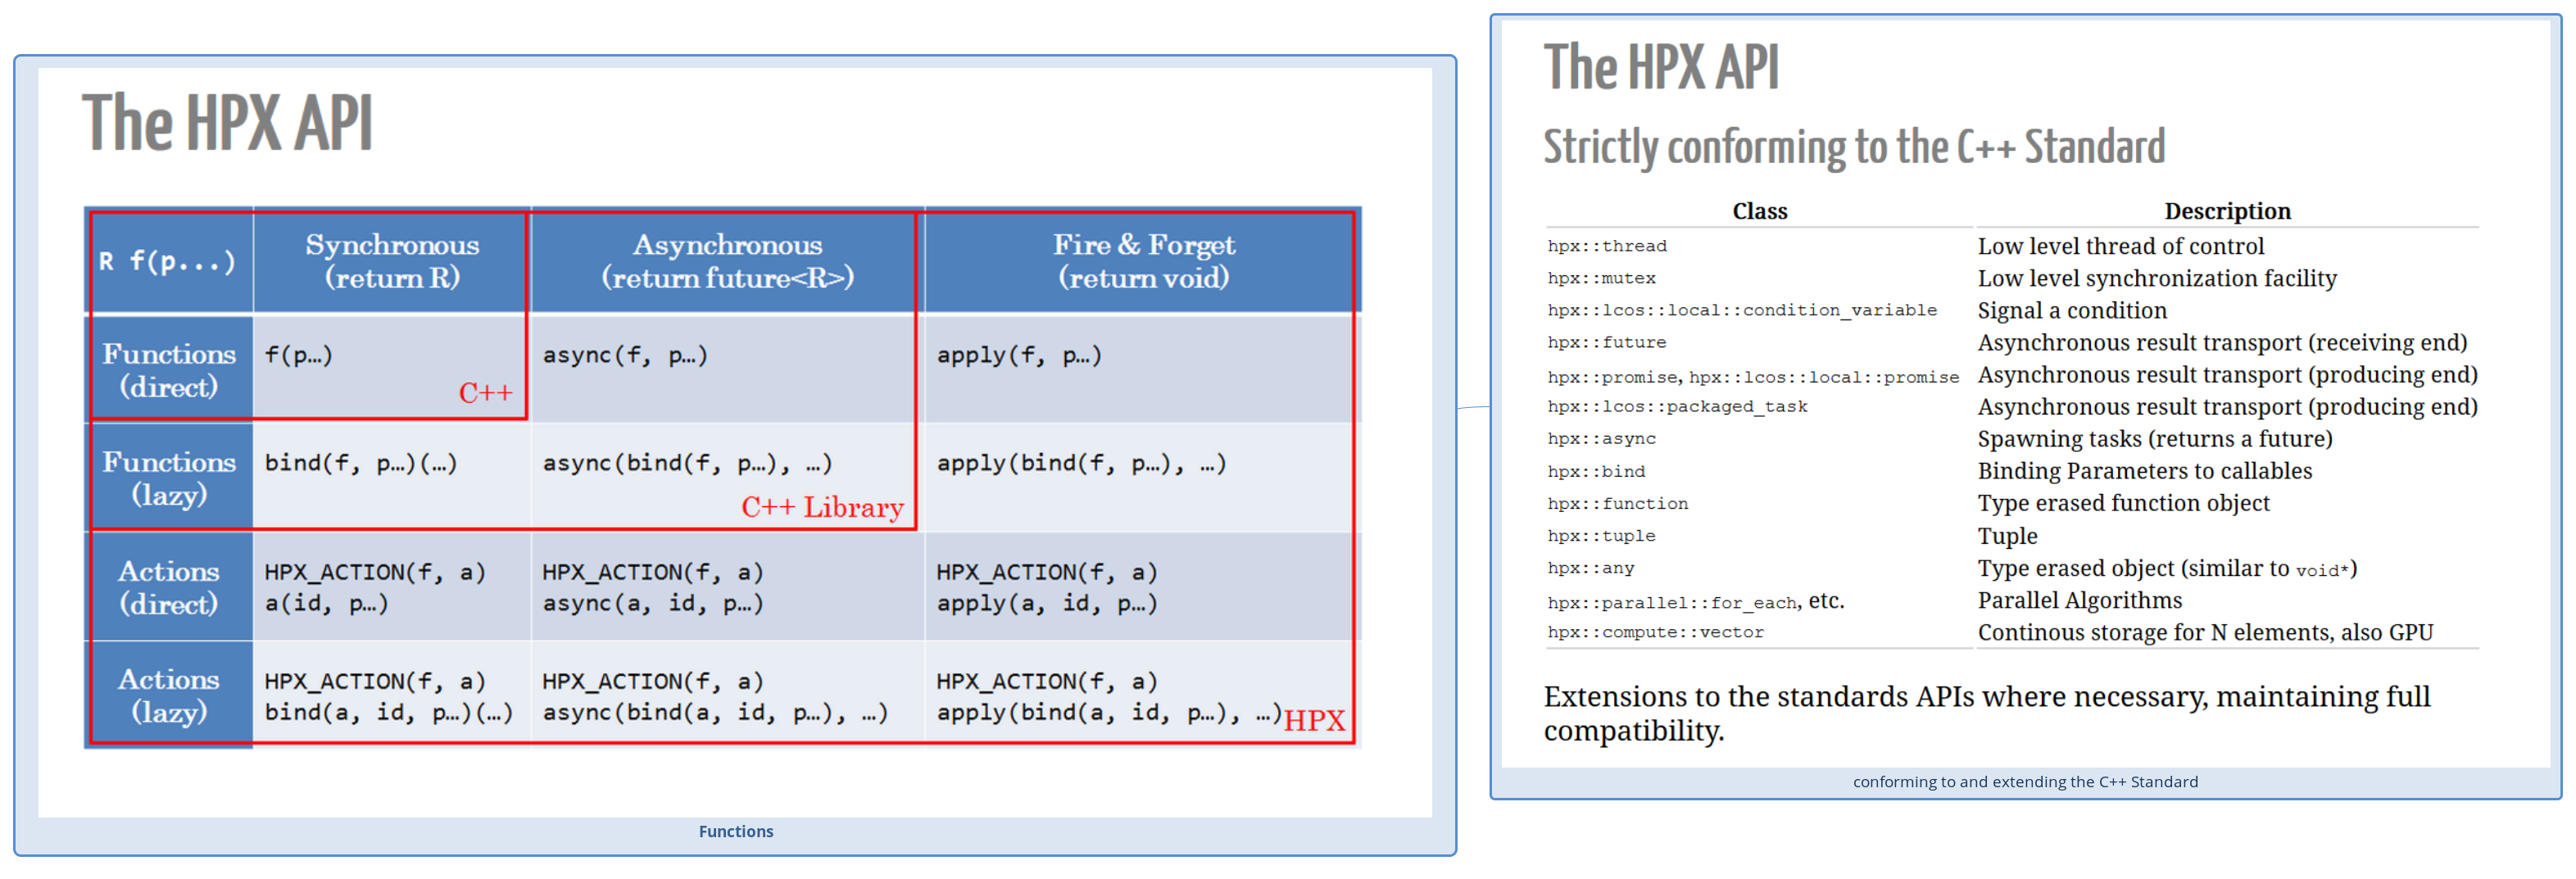 The HPX API
R f(p...)
Synchronous
(return R)
Asynchronous
(return future<R>)
Fire & Forget
(return void)
Functions
(direct)
f(p…)
C++
async(f, p…)
apply(f, p…)
Functions
(lazy)
bind(f, p…)(…)
async(bind(f, p…), …)
C++ Library
apply(bind(f, p…), …)
Actions
(direct)
HPX_ACTION(f, a)
a(id, p…)
HPX_ACTION(f, a)
async(a, id, p…)
HPX_ACTION(f, a)
apply(a, id, p…)
Actions
(lazy)
HPX_ACTION(f, a)
bind(a, id, p…)(…)
HPX_ACTION(f, a)
async(bind(a, id, p…), …)
HPX_ACTION(f, a)
apply(bind(a, id, p…), …)
HPX
Functions
The HPX API
Strictly conforming to the C++ Standard
Class Description
hpx::thread Low level thread of control
hpx::mutex Low level synchronization facility
hpx::lcos::local::condition_variable Signal a condition
hpx::future Asynchronous result transport (receiving end)
hpx::promise, hpx::lcos::local::promise Asynchronous result transport (producing end)
hpx::lcos::packaged_task Asynchronous result transport (producing end)
hpx::async Spawning tasks (returns a future)
hpx::bind Binding Parameters to callables
hpx::function Type erased function object
hpx::tuple Tuple
hpx::any Type erased object (similar to void*)
hpx::parallel::for_each, etc. Parallel Algorithms
hpx::compute::vector Continous storage for N elements, also GPU
Extensions to the standards APIs where necessary, maintaining full
compatibility.
conforming to and extending the C++ Standard